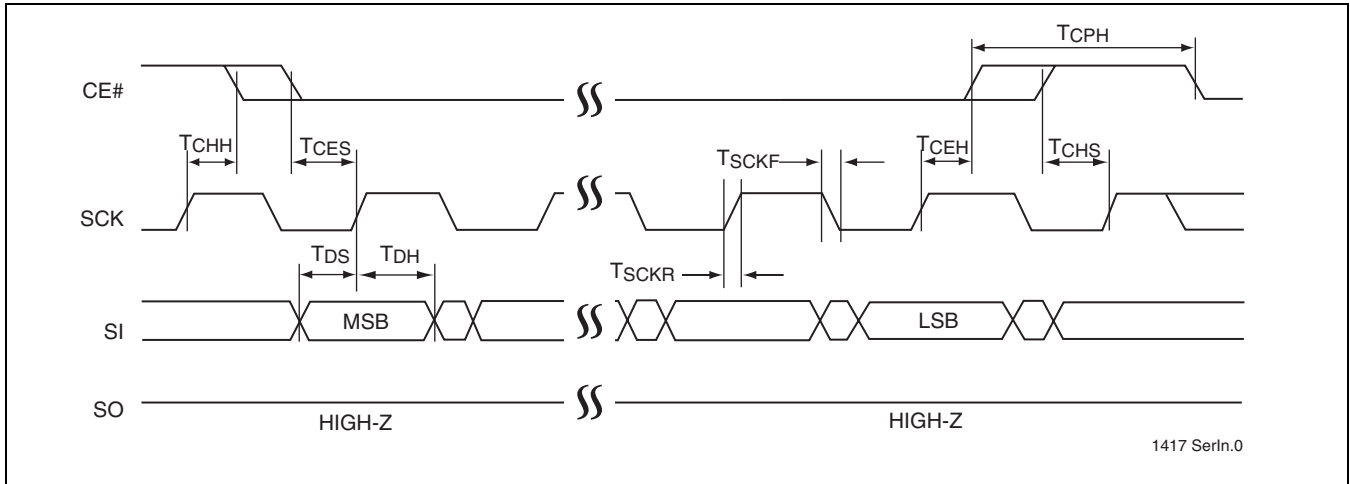 TCPH
CE#
TCHH
TCES
TSCKF
TCEH
TCHS
SCK
TDS
TDH
TSCKR
SI
MSB
LSB
SO
HIGH-Z
HIGH-Z
1417 SerIn.0